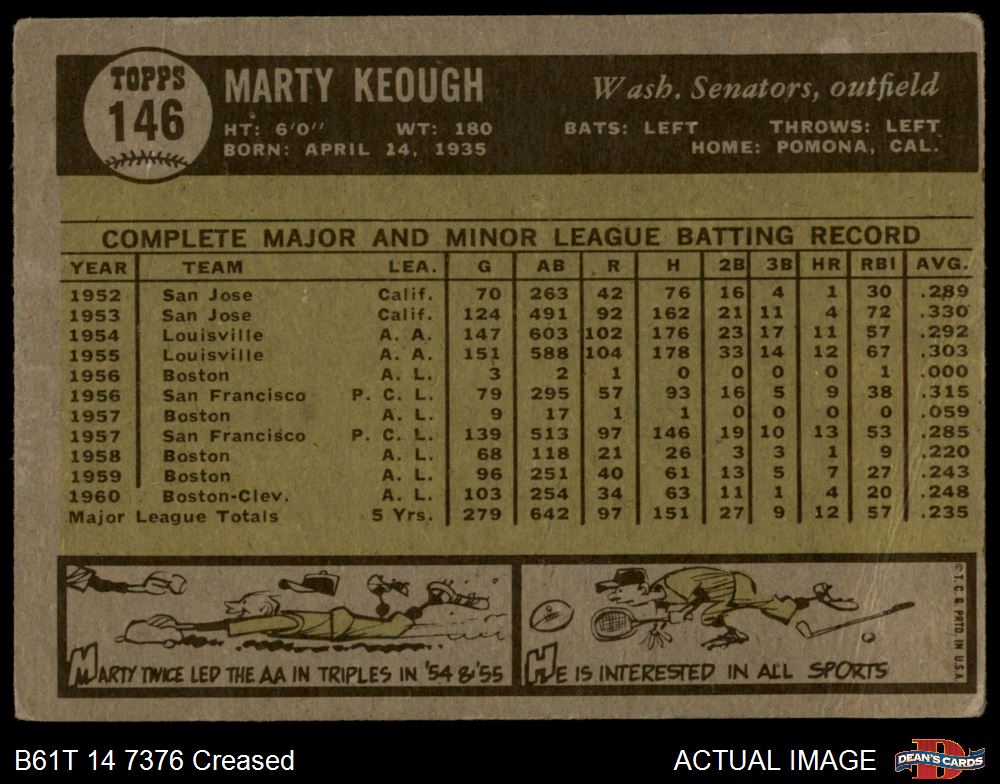 TOPPS
146
MARTY KEOUGH
Wash. Senators, outfield
HT: 6'0" WT: 180 BATS: LEFT THROWS: LEFT
BORN: APRIL 14, 1935 HOME: POMONA, CAL.
COMPLETE MAJOR AND MINOR LEAGUE BATTING RECORD
YEAR TEAM LEA. G AB R H 2B 3B HR RBI AVG.
1952 San Jose Calif. 70 263 42 76 16 4 1 30 .289
1953 San Jose Calif. 124 491 92 162 21 11 4 72 .330
1954 Louisville A. A. 147 603 102 176 23 17 11 57 .292
1955 Louisville A. A. 151 588 104 178 33 14 12 67 .303
1956 Boston A. L. 3 2 1 0 0 0 0 1 .000
1956 San Francisco P. C. L. 79 295 57 93 16 5 9 38 .315
1957 Boston A. L. 9 17 1 1 0 0 0 0 .059
1957 San Francisco P. C. L. 139 513 97 146 19 10 13 53 .285
1958 Boston A. L. 68 118 21 26 3 3 1 9 .220
1959 Boston A. L. 96 251 40 61 13 5 7 27 .243
1960 Boston-Clev. A. L. 103 254 34 63 11 1 4 20 .248
Major League Totals 5 Yrs. 279 642 97 151 27 9 12 57 .235
MARTY TWICE LED THE AA IN TRIPLES IN '54 & '55
HE IS INTERESTED IN ALL SPORTS
© T. C. G. PRTD. IN U.S.A.
B61T 14 7376 Creased
ACTUAL IMAGE
DEAN'S CARDS